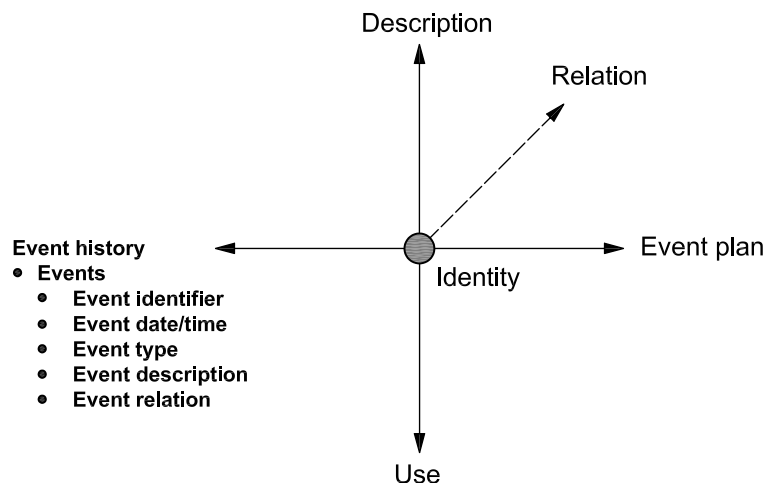 Description
Relation
Event history
Event plan
• Events
Identity
• Event identifier
• Event date/time
• Event type
• Event description
• Event relation
Use